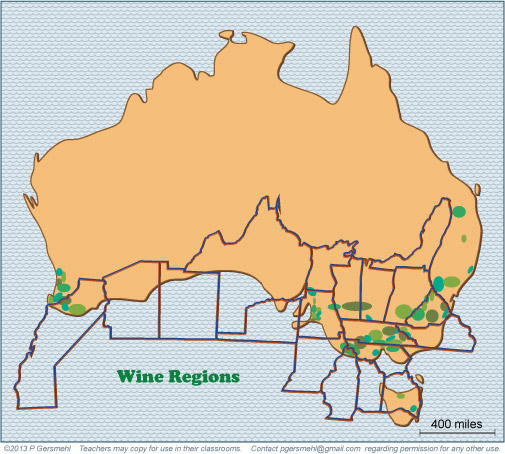 Wine Regions
400 miles
©2013 P Gersmehl Teachers may copy for use in their classrooms. Contact pgersmehl@gmail.com regarding permission for any other use.